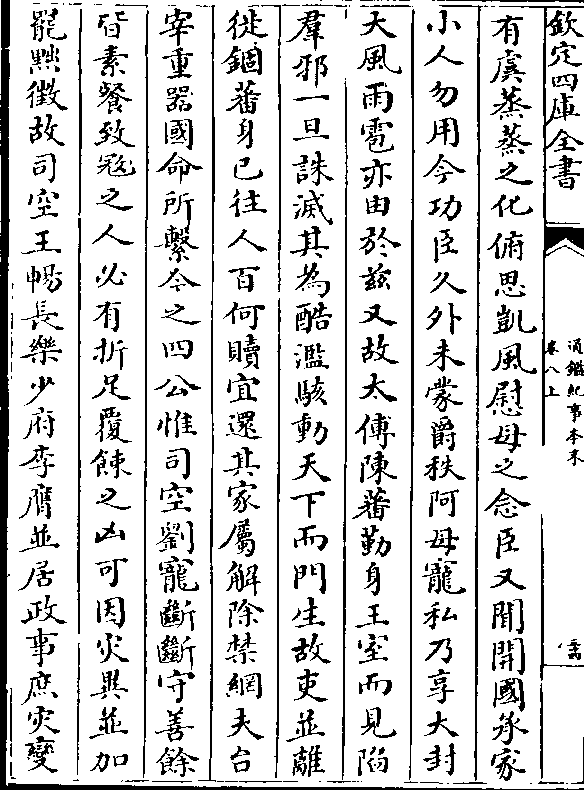 欽定四庫全書
通鑑紀事本末
卷八上
有虞蒸蒸之化俯思凱風慰母之念臣又聞開國承家
小人勿用今功臣久外未蒙爵秩阿母寵私乃享大封
大風雨雹亦由於兹又故太傅陳蕃勤身王室而見陷
羣邪一旦誅滅其為酷濫駭動天下而門生故吏並離
徙錮蕃身已往人百何贖宜還其家屬解除禁網夫台
宰重器國命所繫今之四公惟司空劉寵斷斷守善餘
皆素餐致寇之人必有折足覆餗之凶可因災異並加
罷黜徵故司空王暢長樂少府李膺並居政事庶災變